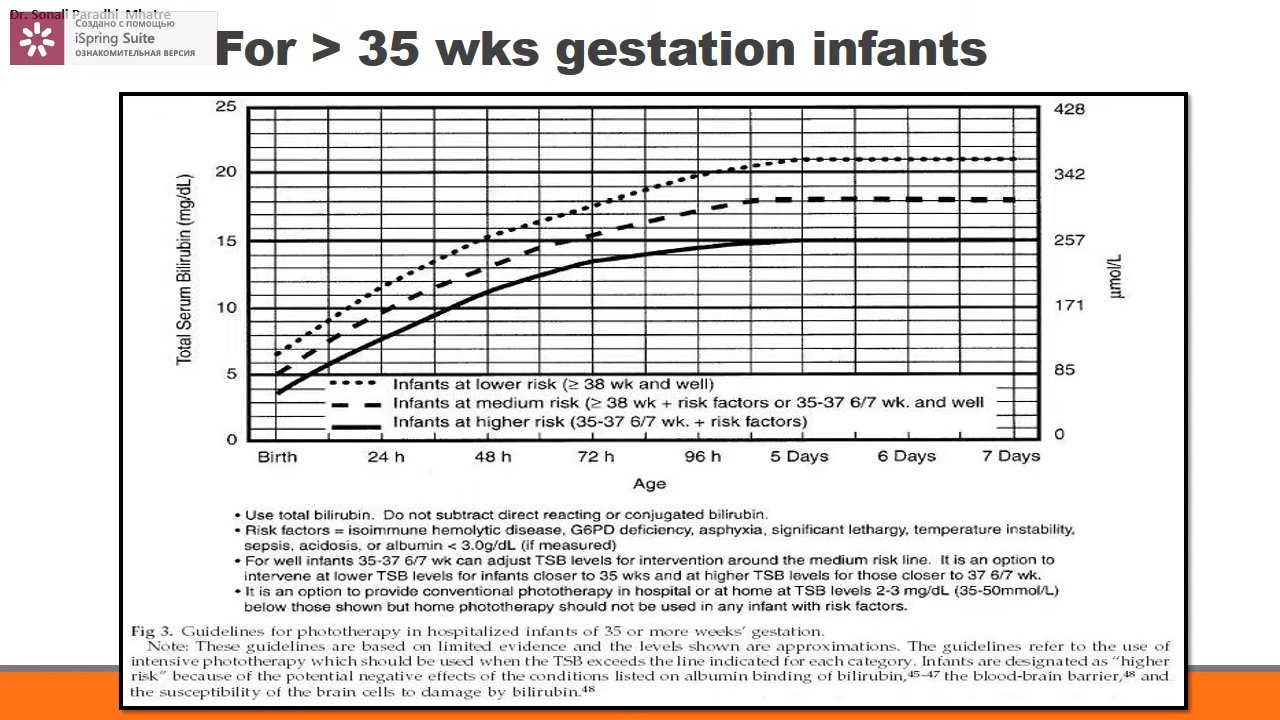 Dr. Sonali Paradhi Mhatre
Создано с помощью
iSpring Suite
ОЗНАКОМИТЕЛЬНАЯ ВЕРСИЯ
For > 35 wks gestation infants
25
20
15
10
5
0
Total Serum Bilirubin (mg/dL)
428
342
257
171
85
0
µmol/L
Infants at lower risk (≥ 38 wk and well)
Infants at medium risk (≥ 38 wk + risk factors or 35-37 6/7 wk. and well
Infants at higher risk (35-37 6/7 wk. + risk factors)
Birth 24 h 48 h 72 h 96 h 5 Days 6 Days 7 Days
Age
• Use total bilirubin. Do not subtract direct reacting or conjugated bilirubin.
• Risk factors = isoimmune hemolytic disease, G6PD deficiency, asphyxia, significant lethargy, temperature instability,
sepsis, acidosis, or albumin < 3.0g/dL (if measured)
• For well infants 35-37 6/7 wk can adjust TSB levels for intervention around the medium risk line. It is an option to
intervene at lower TSB levels for infants closer to 35 wks and at higher TSB levels for those closer to 37 6/7 wk.
• It is an option to provide conventional phototherapy in hospital or at home at TSB levels 2-3 mg/dL (35-50mmol/L)
below those shown but home phototherapy should not be used in any infant with risk factors.
Fig 3. Guidelines for phototherapy in hospitalized infants of 35 or more weeks' gestation.
Note: These guidelines are based on limited evidence and the levels shown are approximations. The guidelines refer to the use of
intensive phototherapy which should be used when the TSB exceeds the line indicated for each category. Infants are designated as "higher
risk" because of the potential negative effects of the conditions listed on albumin binding of bilirubin,45–47 the blood-brain barrier,48 and
the susceptibility of the brain cells to damage by bilirubin.48